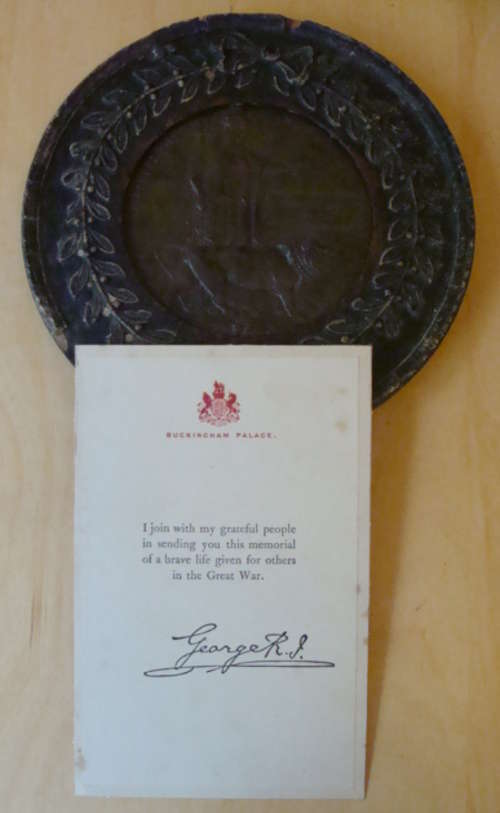 BUCKINGHAM PALACE.
I join with my grateful people
in sending you this memorial
of a brave life given for others
in the Great War.
George R.I.